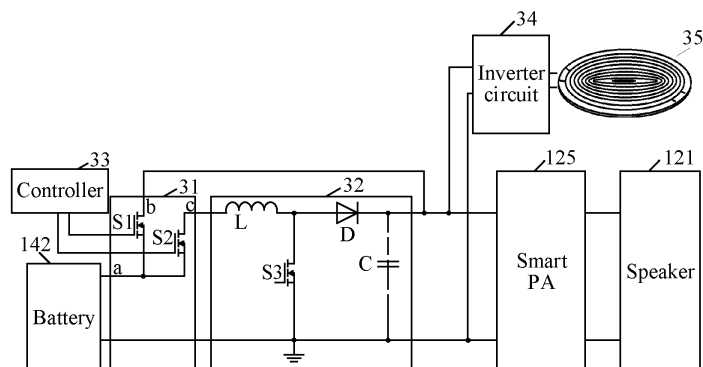 34
35
Inverter
circuit
33
Controller
31
32
125
121
b
c
S1
S2
L
D
142
a
S3
C
Smart
PA
Speaker
Battery